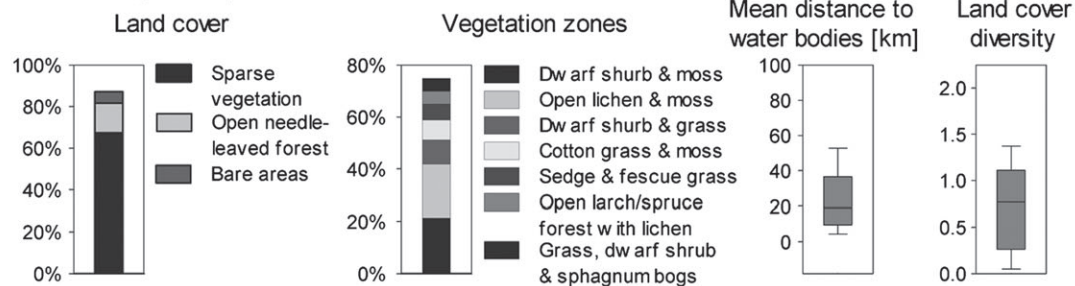 Land cover
100%
80%
60%
40%
20%
0%
Sparse
vegetation
Open needle-
leaved forest
Bare areas
Vegetation zones
80%
60%
40%
20%
0%
Dw arf shurb & moss
Open lichen & moss
Dw arf shurb & grass
Cotton grass & moss
Sedge & fescue grass
Open larch/spruce
forest w ith lichen
Grass, dw arf shrub
& sphagnum bogs
Mean distance to
water bodies [km]
100
80
60
40
20
0
Land cover
diversity
2.0
1.5
1.0
0.5
0.0